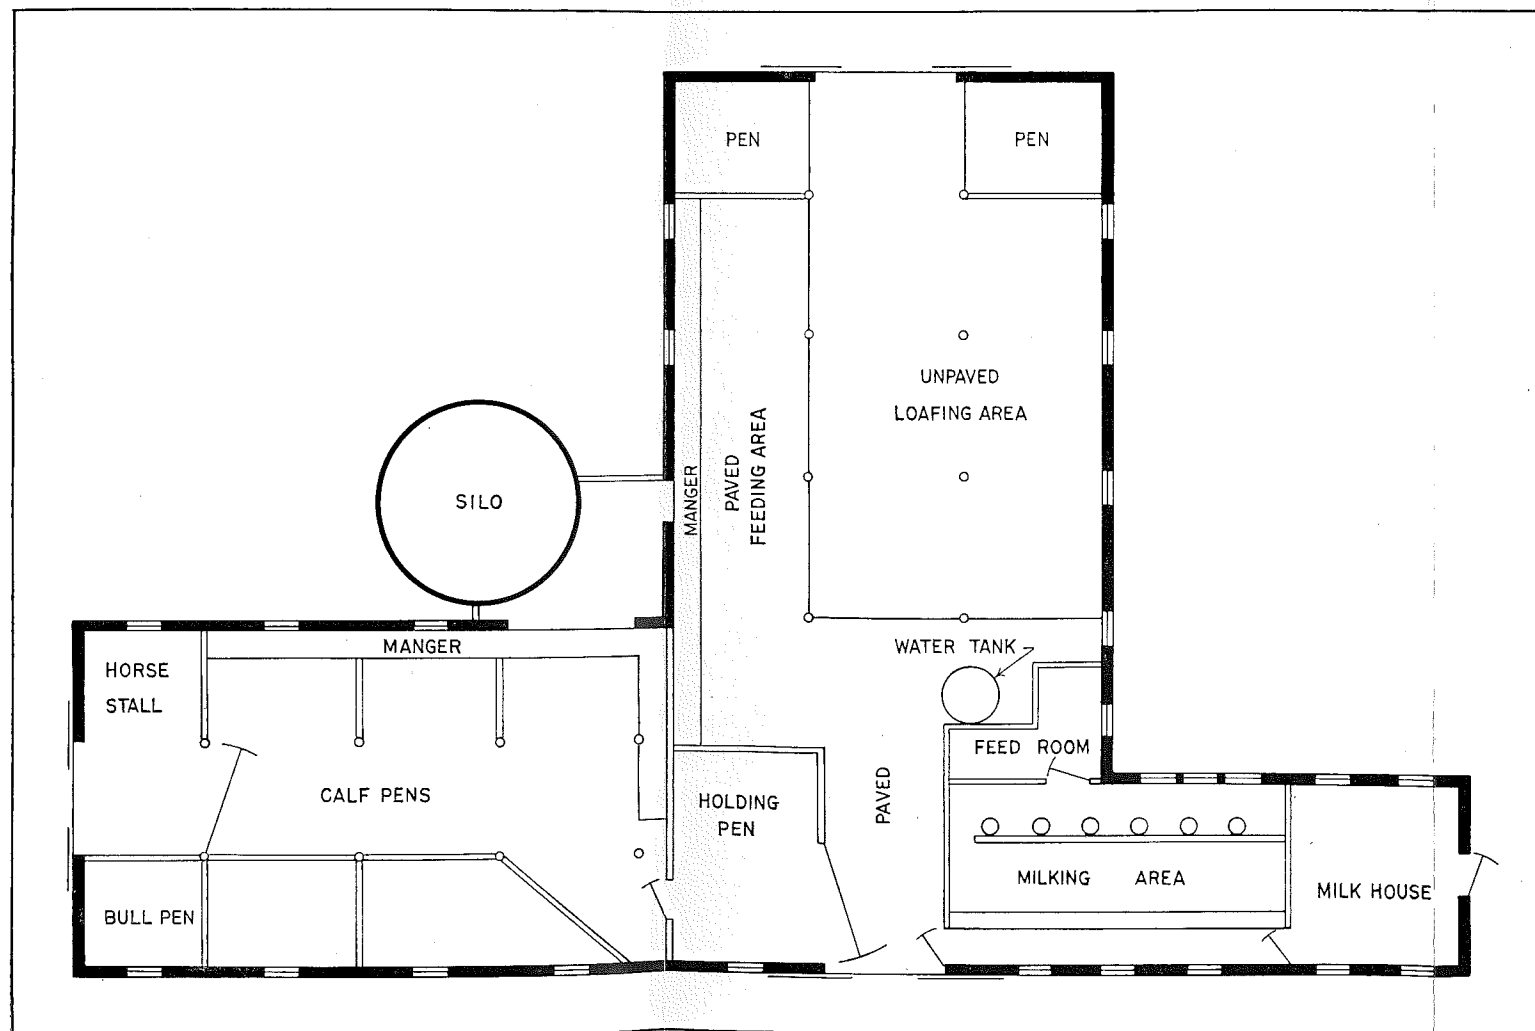 PEN
PEN
UNPAVED
LOAFING AREA
MANGER
PAVED
FEEDING AREA
SILO
MANGER
HORSE
STALL
WATER TANK
FEED ROOM
CALF PENS
HOLDING
PEN
PAVED
MILKING AREA
MILK HOUSE
BULL PEN